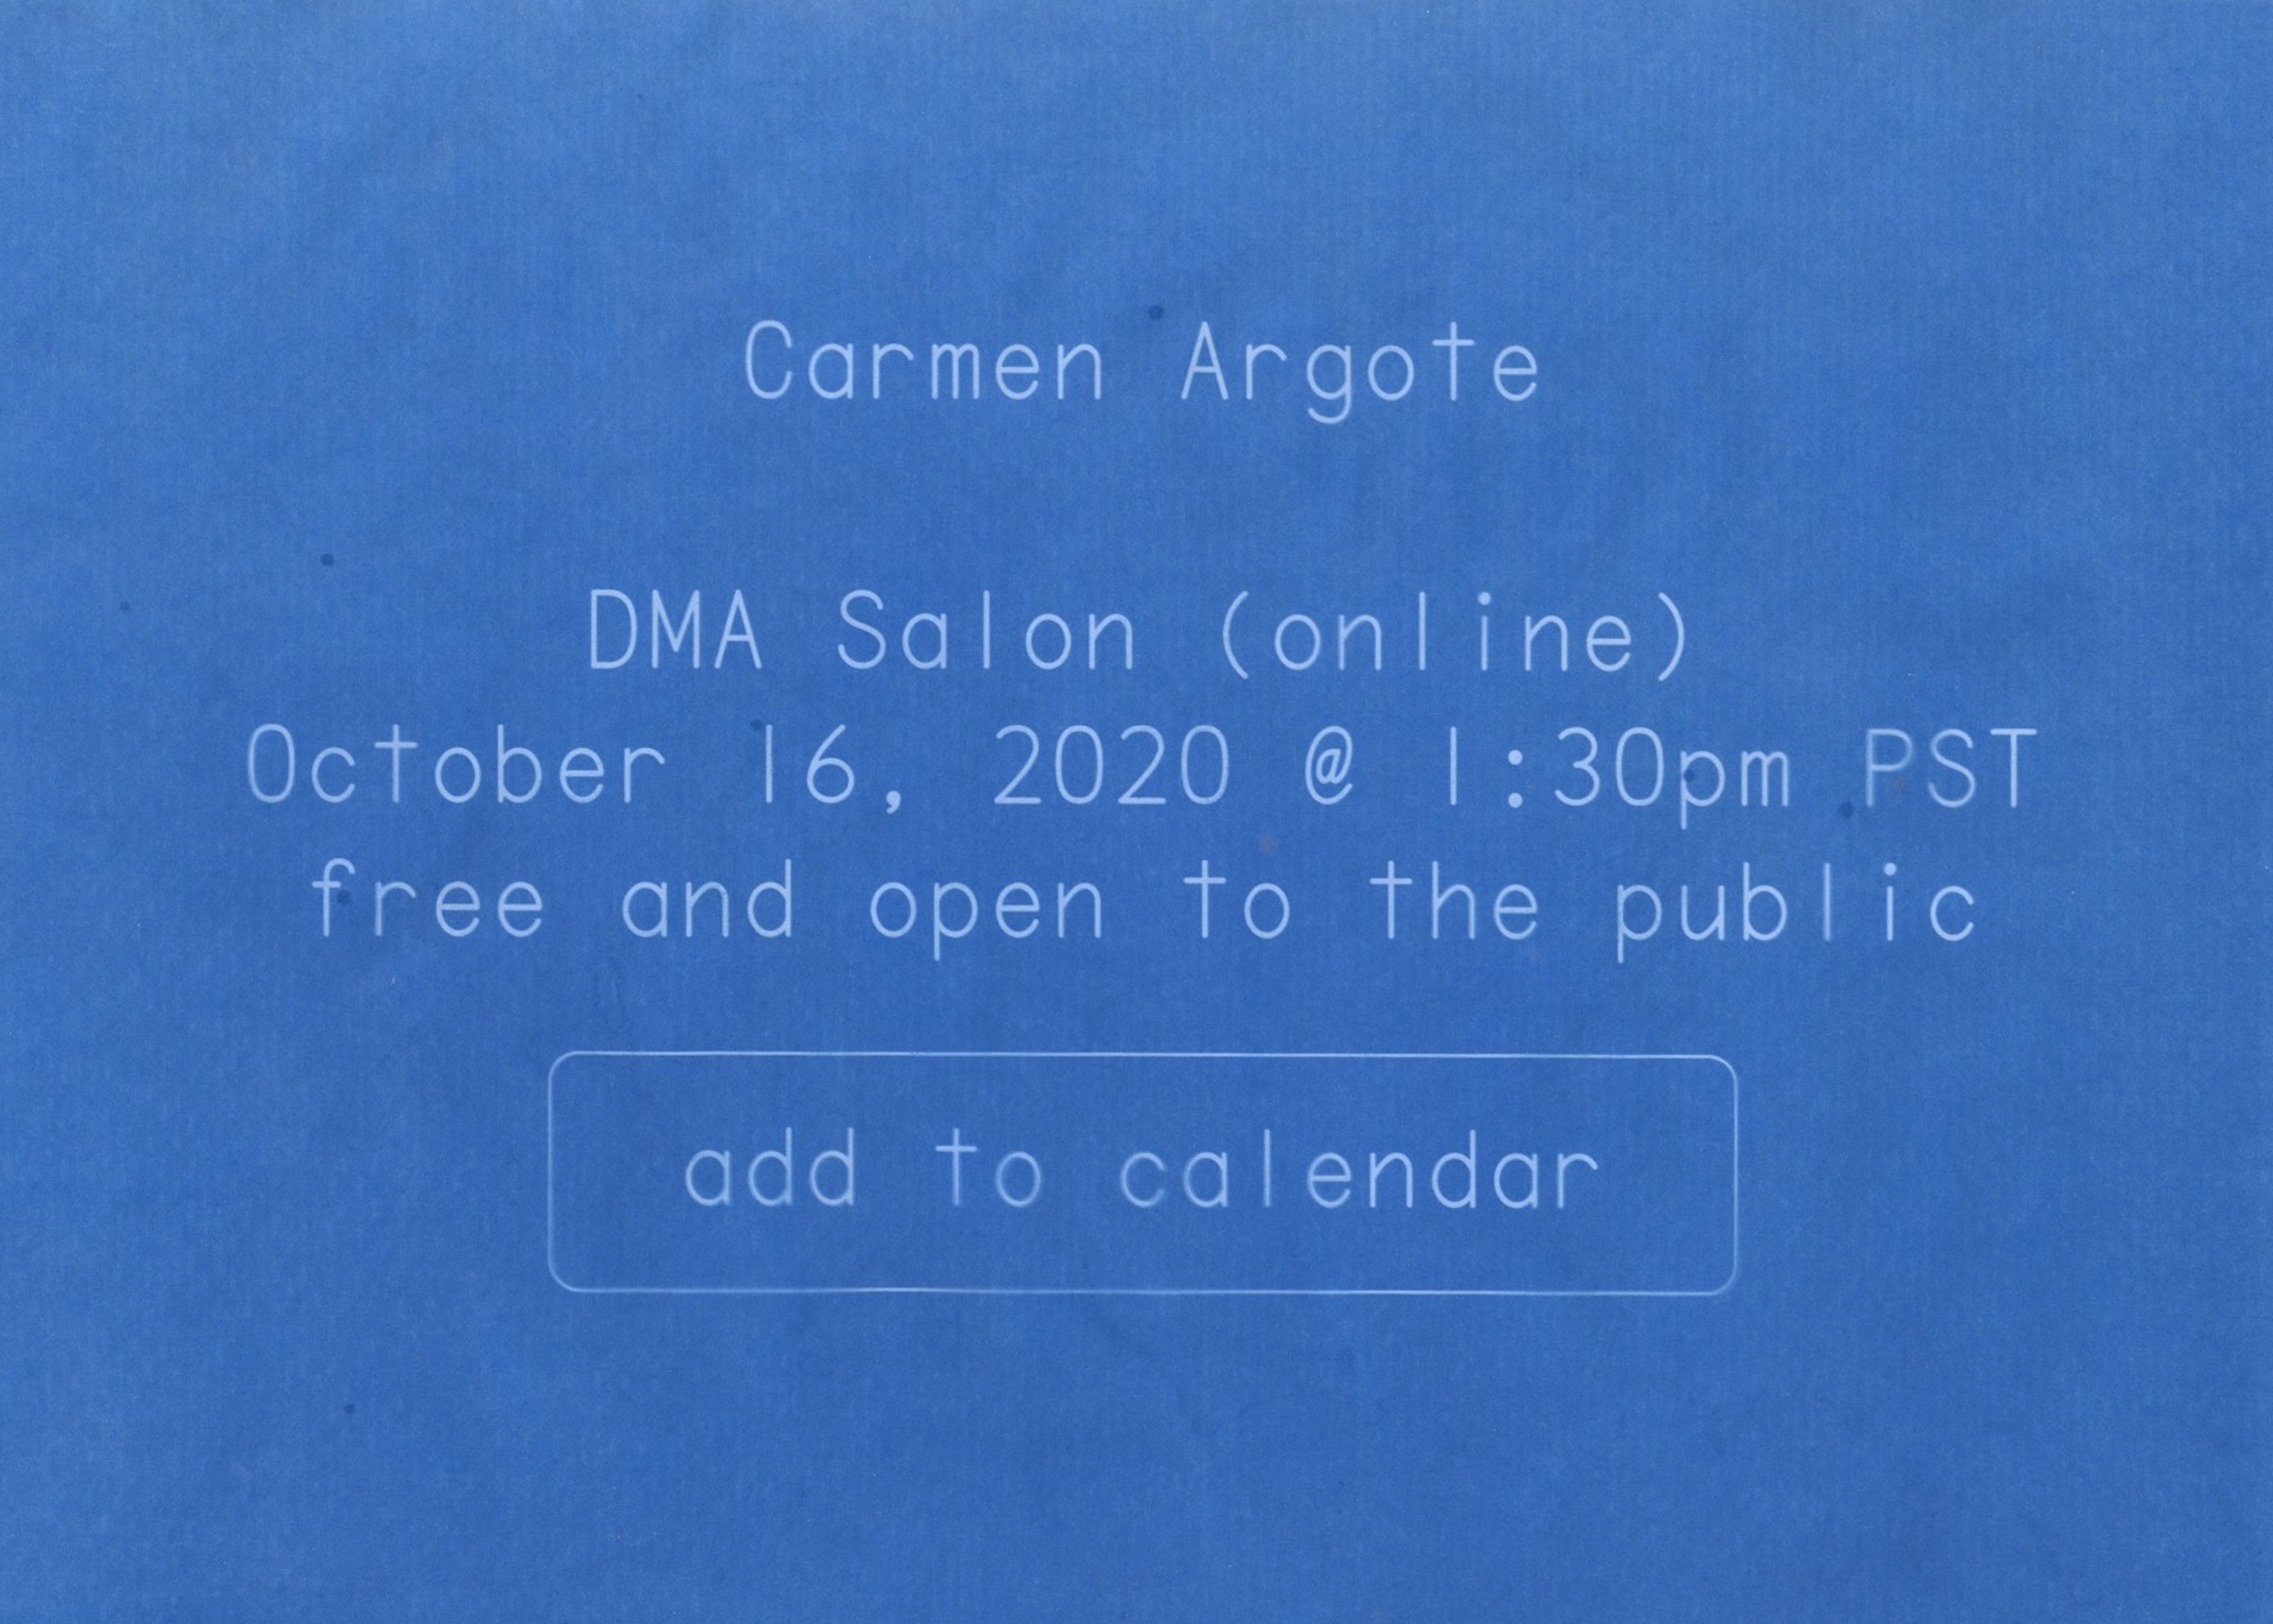 Carmen Argote
DMA Salon (online)
October 16, 2020 @ 1:30pm PST
free and open to the public
add to calendar